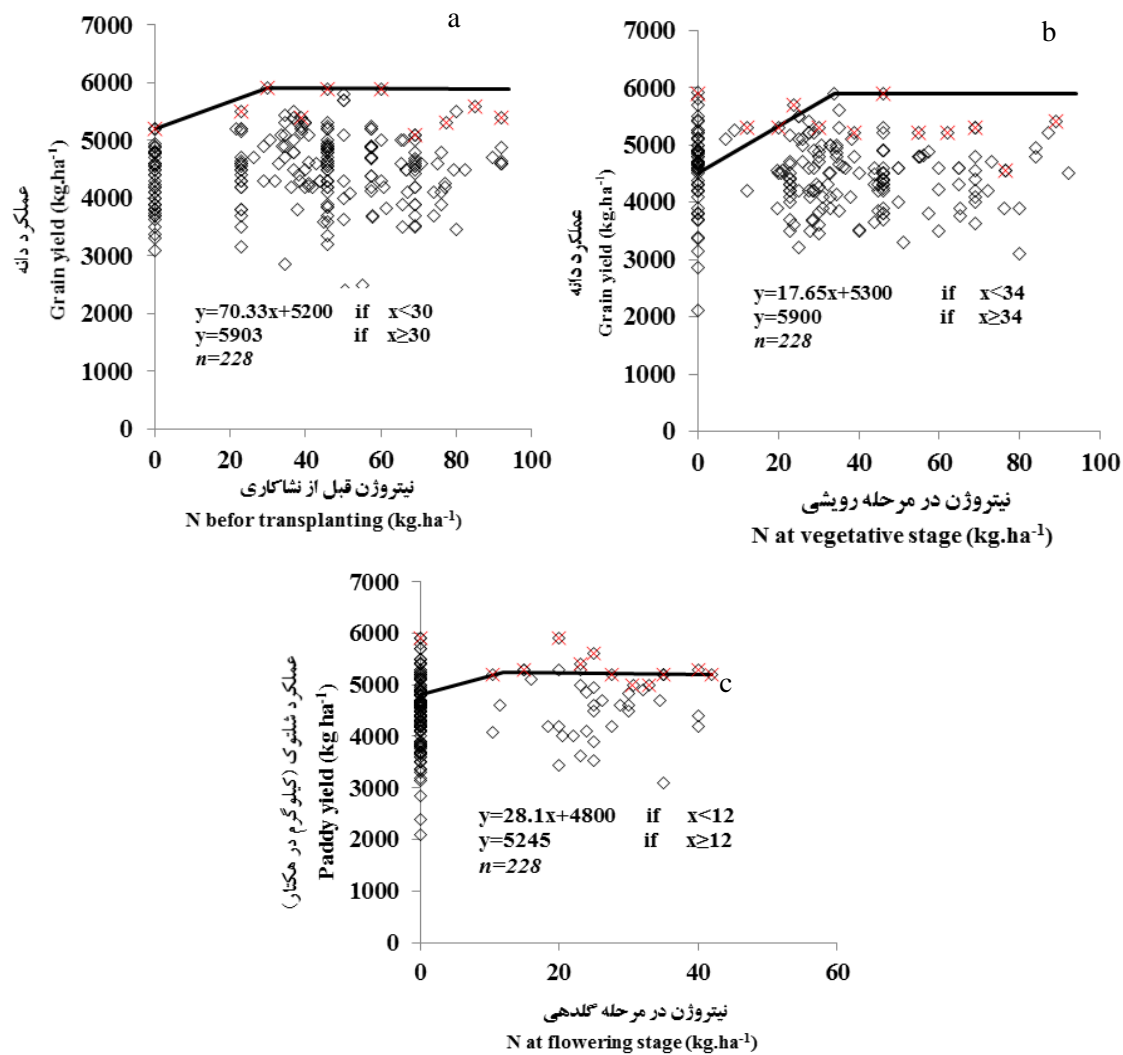 a
7000
6000
5000
4000
3000
2000
1000
0
عملکرد دانه
Grain yield (kg.ha-1)
y=70.33x+5200 if x<30
y=5903 if x≥30
n=228
0 20 40 60 80 100
نیتروژن قبل از نشاکاری
N befor transplanting (kg.ha-1)
b
7000
6000
5000
4000
3000
2000
1000
0
عملکرد دانه
Grain yield (kg.ha-1)
y=17.65x+5300 if x<34
y=5900 if x≥34
n=228
0 20 40 60 80 100
نیتروژن در مرحله رویشی
N at vegetative stage (kg.ha-1)
7000
6000
5000
4000
3000
2000
1000
0
عملکرد شلتوک (کیلوگرم در هکتار)
Paddy yield (kg ha-1)
c
y=28.1x+4800 if x<12
y=5245 if x≥12
n=228
0 20 40 60
نیتروژن در مرحله گلدهی
N at flowering stage (kg.ha-1)